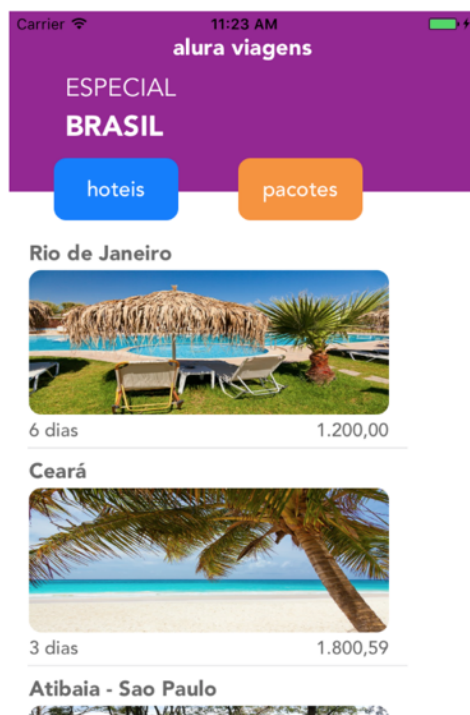 Carrier 11:23 AM
alura viagens
ESPECIAL
BRASIL
hoteis pacotes
Rio de Janeiro
6 dias 1.200,00
Ceará
3 dias 1.800,59
Atibaia - Sao Paulo